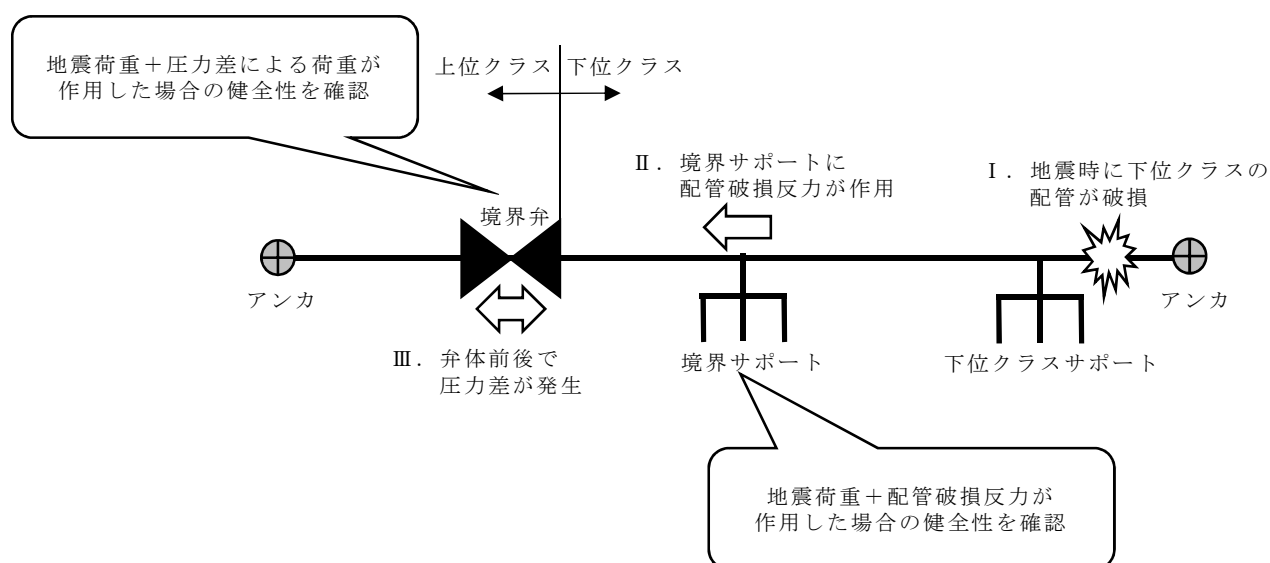 地震荷重＋圧力差による荷重が
作用した場合の健全性を確認
上位クラス
下位クラス
Ⅱ．境界サポートに
配管破損反力が作用
Ⅰ．地震時に下位クラスの
配管が破損
境界弁
アンカ
アンカ
Ⅲ．弁体前後で
圧力差が発生
境界サポート
下位クラスサポート
地震荷重＋配管破損反力が
作用した場合の健全性を確認